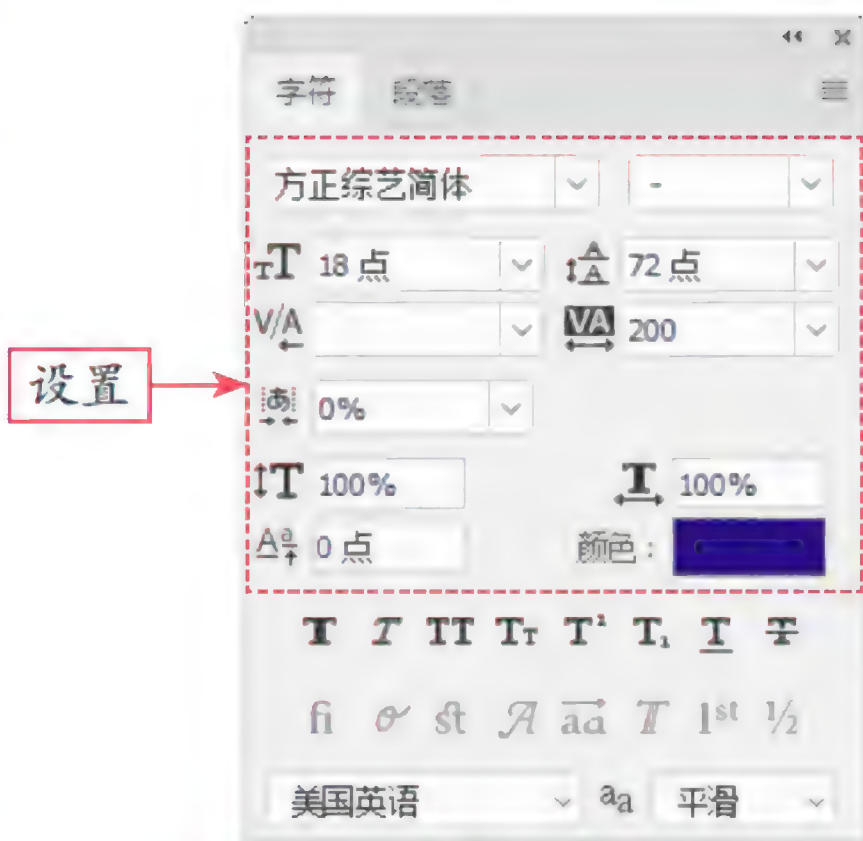 字符 段落
方正综艺简体 -
18 点 72 点
200
设置
0%
100% 100%
0 点 颜色：
T T TT Tт T¹ T₁ T T
fi st A aa T 1st ½
美国英语 aa 平滑